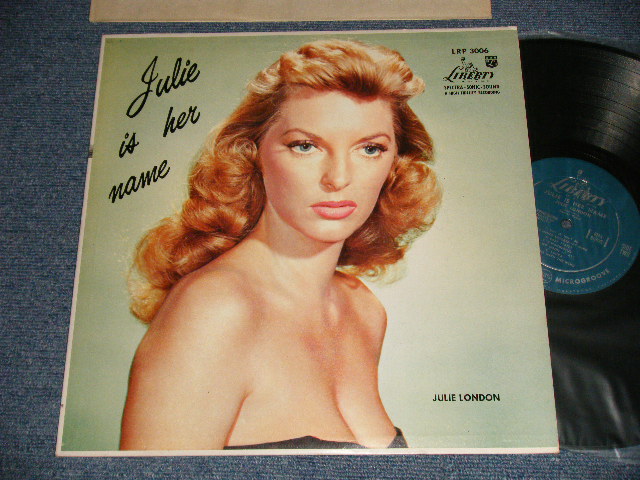 Julie
is her
name
LRP 3006
LIBERTY
SPECTRA-SONIC-SOUND
JULIE LONDON
LIBERTY
MICROGROOVE